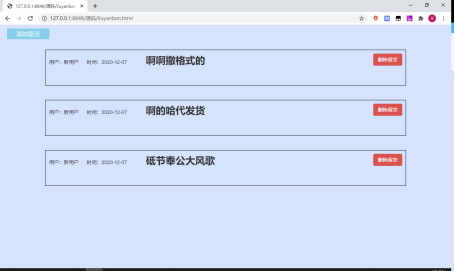 127.0.0.1:8848/源码/liuyanban.html
127.0.0.1:8848/源码/liuyanban.html
添加留言
用户：新用户 时间：2020-12-07 啊啊撒格式的 删除留言
用户：新用户 时间：2020-12-07 啊的哈代发货 删除留言
用户：新用户 时间：2020-12-07 砥节奉公大风歌 删除留言